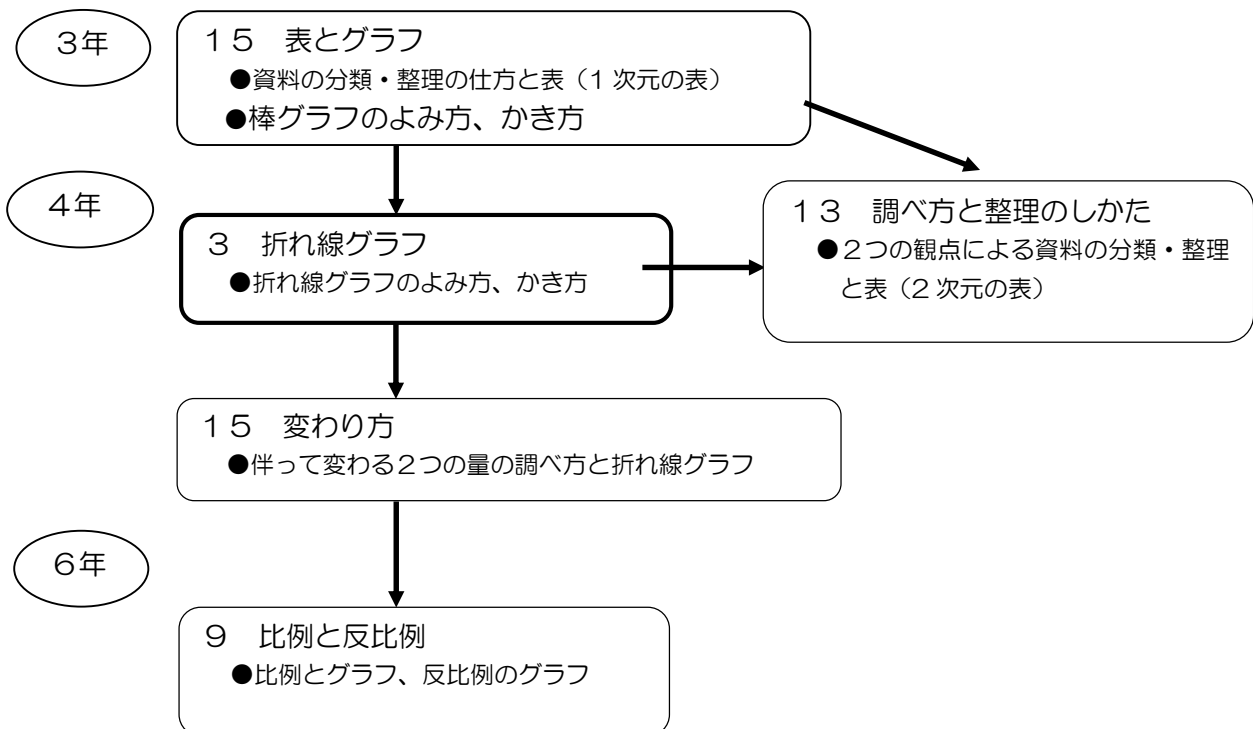 3年
15 表とグラフ
●資料の分類・整理の仕方と表（1次元の表）
●棒グラフのよみ方、かき方
4年
3 折れ線グラフ
●折れ線グラフのよみ方、かき方
13 調べ方と整理のしかた
●2つの観点による資料の分類・整理
と表（2次元の表）
15 変わり方
●伴って変わる2つの量の調べ方と折れ線グラフ
6年
9 比例と反比例
●比例とグラフ、反比例のグラフ